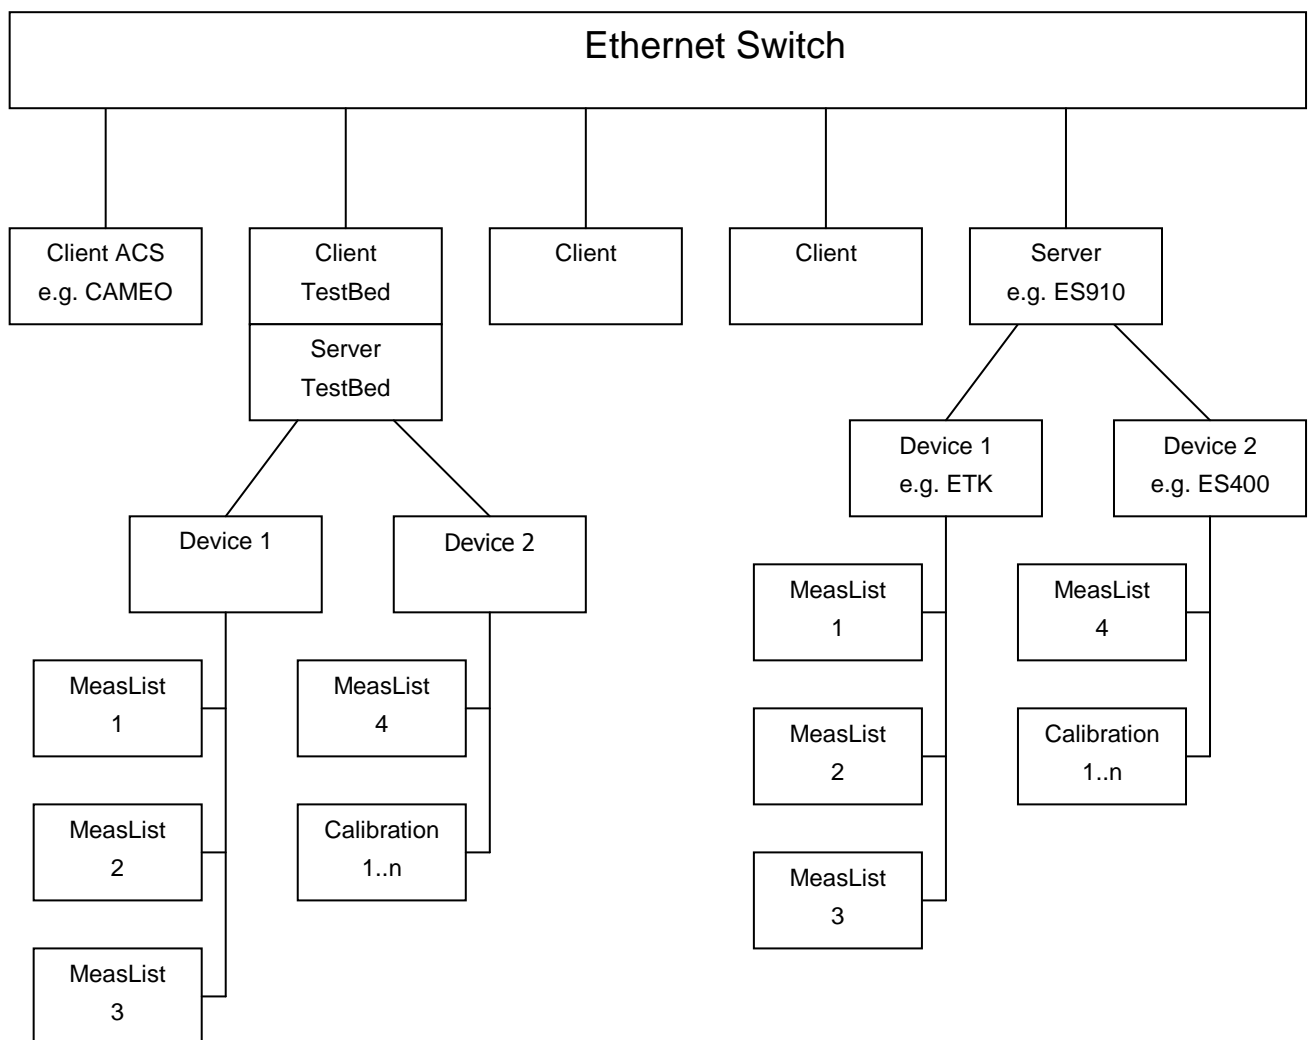 Ethernet Switch
Client ACS
e.g. CAMEO
Client
TestBed
Server
TestBed
Client
Client
Server
e.g. ES910
Device 1
Device 2
MeasList
1
MeasList
2
MeasList
3
MeasList
4
Calibration
1..n
Device 1
e.g. ETK
Device 2
e.g. ES400
MeasList
1
MeasList
2
MeasList
3
MeasList
4
Calibration
1..n